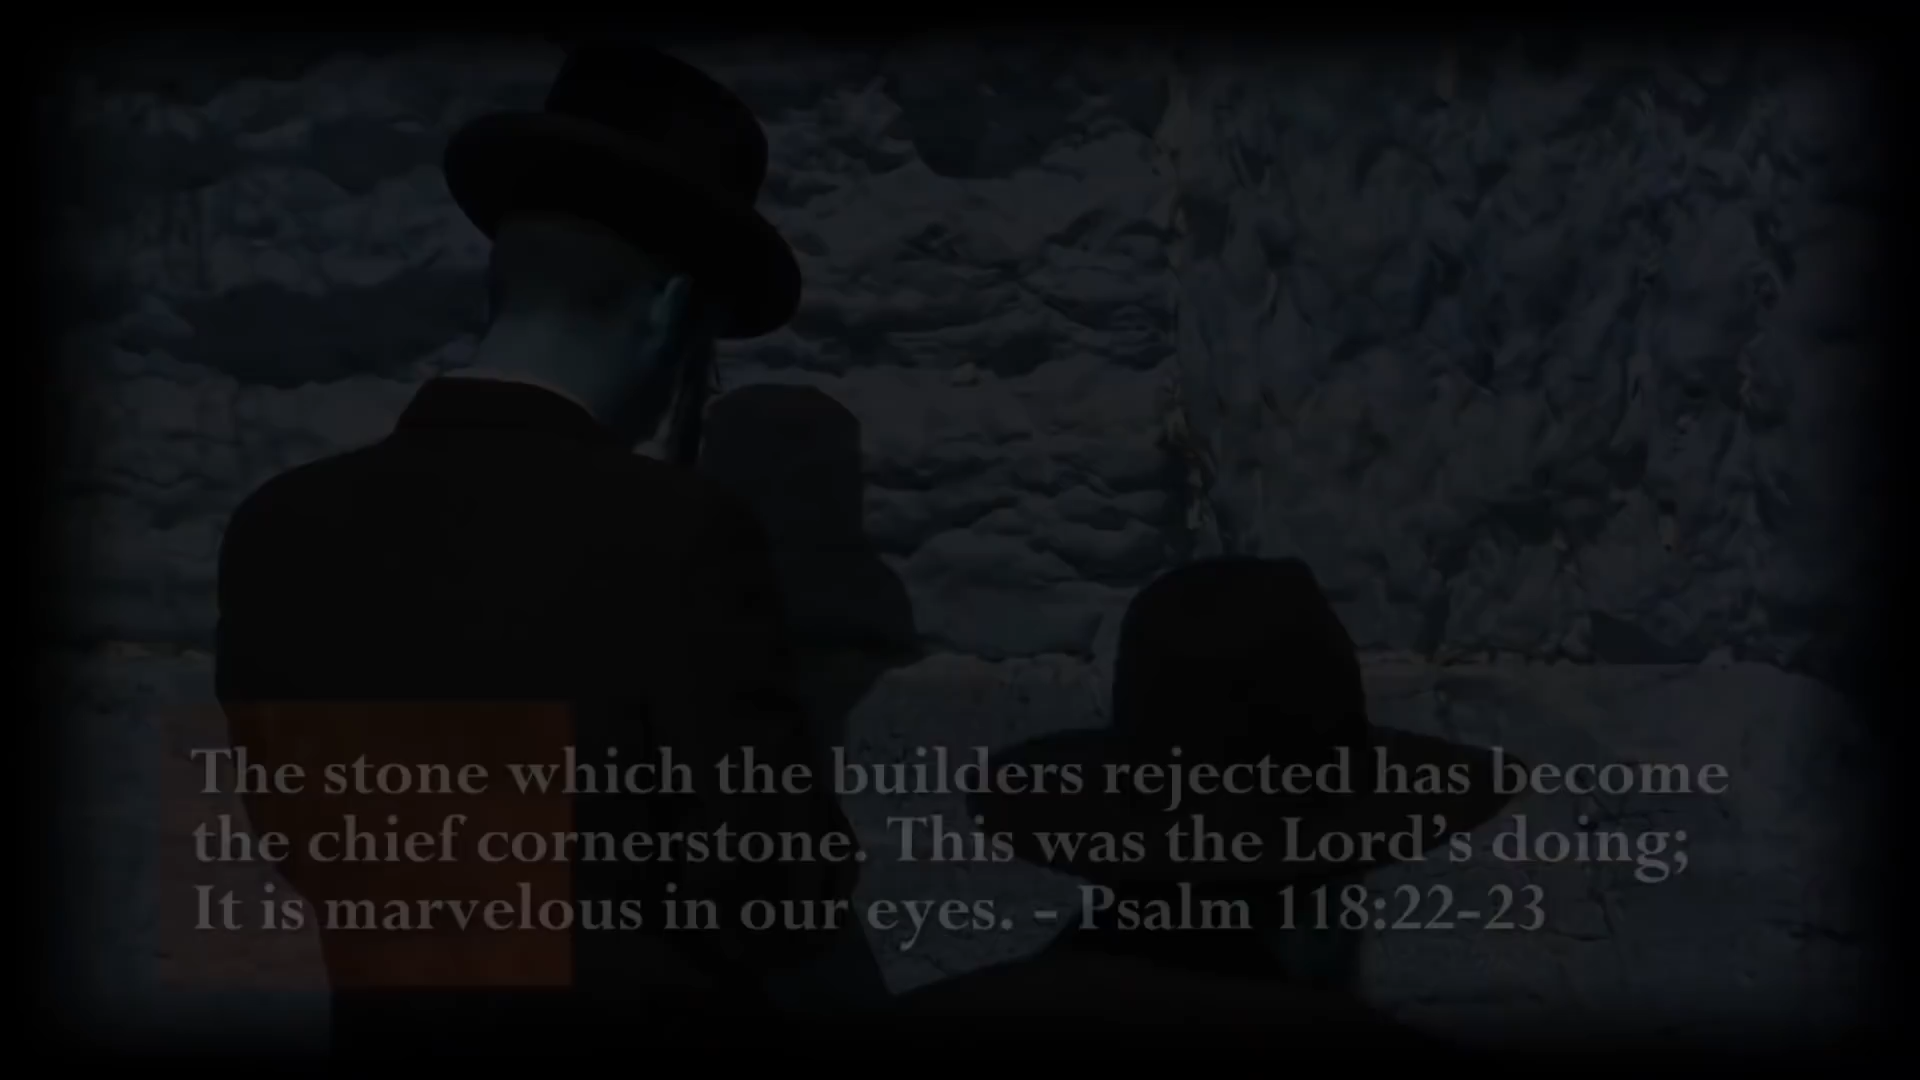 The stone which the builders rejected has become
the chief cornerstone. This was the Lord’s doing;
It is marvelous in our eyes. - Psalm 118:22-23